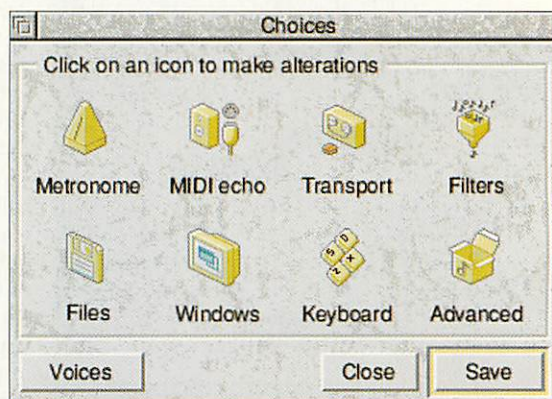 Choices
Click on an icon to make alterations
Metronome MIDI echo Transport Filters
S D
Z X
Files Windows Keyboard Advanced
Voices Close Save